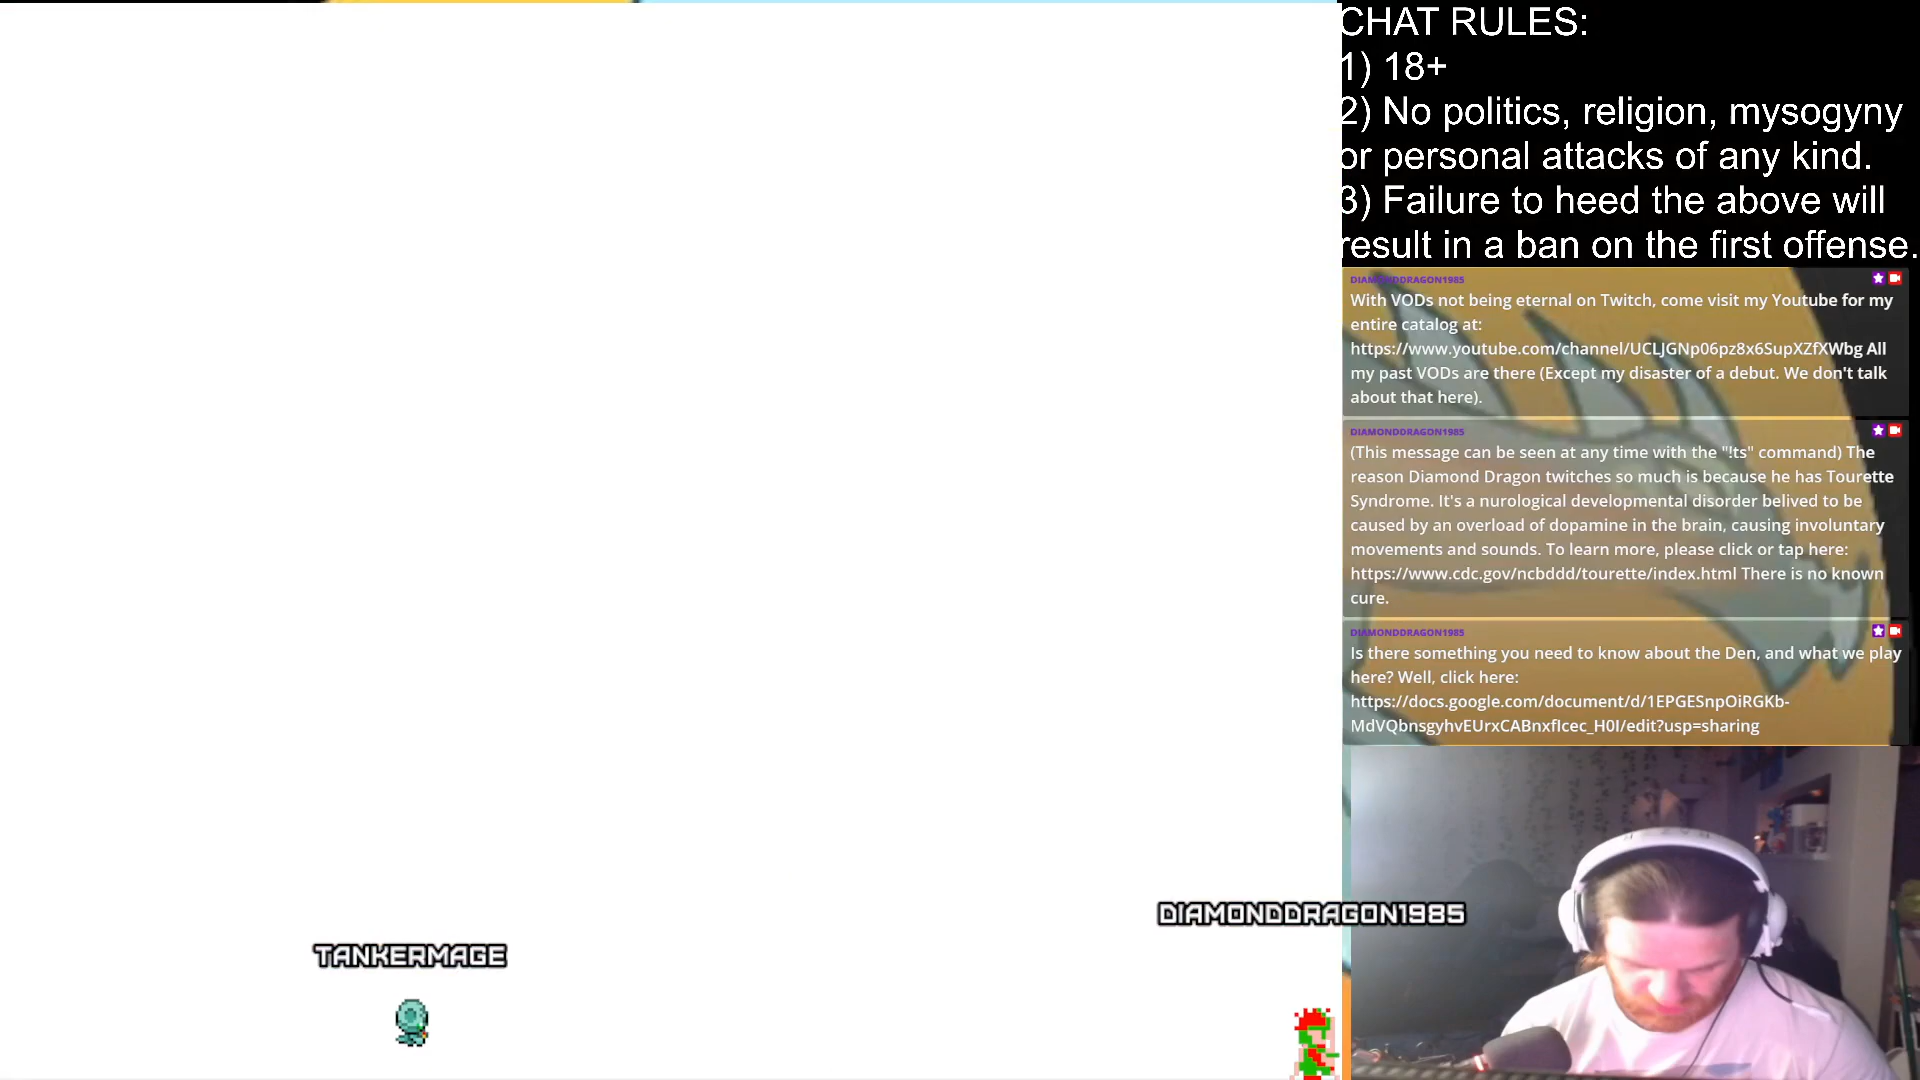 CHAT RULES:
1) 18+
2) No politics, religion, mysogyny
or personal attacks of any kind.
3) Failure to heed the above will
result in a ban on the first offense.
DIAMONDDRAGON1985
With VODs not being eternal on Twitch, come visit my Youtube for my
entire catalog at:
https://www.youtube.com/channel/UCLJGNp06pz8x6SupXZfXWbg All
my past VODs are there (Except my disaster of a debut. We don't talk
about that here).
DIAMONDDRAGON1985
(This message can be seen at any time with the "!ts" command) The
reason Diamond Dragon twitches so much is because he has Tourette
Syndrome. It's a nurological developmental disorder belived to be
caused by an overload of dopamine in the brain, causing involuntary
movements and sounds. To learn more, please click or tap here:
https://www.cdc.gov/ncbddd/tourette/index.html There is no known
cure.
DIAMONDDRAGON1985
Is there something you need to know about the Den, and what we play
here? Well, click here:
https://docs.google.com/document/d/1EPGESnpOiRGKb-
MdVQbnsgyhvEUrxCABnxfIcec_H0I/edit?usp=sharing
DIAMONDDRAGON1985
TANKERMAGE